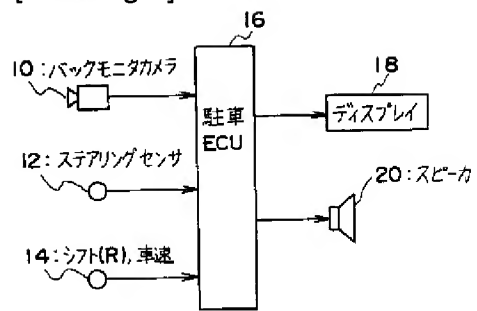 16
10:バックモニタカメラ
18
駐車
ECU
ディスプレイ
12:ステアリングセンサ
20:スピーカ
14:シフト(R),車速